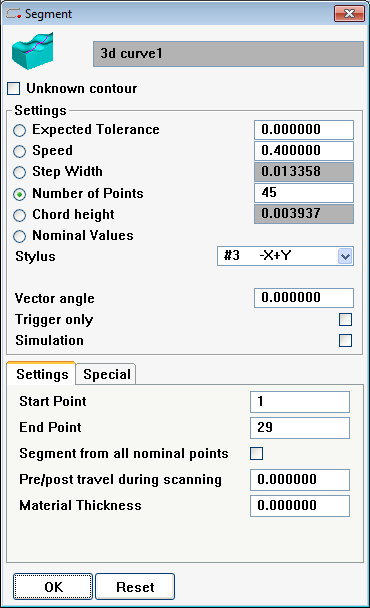 Segment
3d curve1
Unknown contour
Settings
Expected Tolerance 0.000000
Speed 0.400000
Step Width 0.013358
Number of Points 45
Chord height 0.003937
Nominal Values
Stylus #3 -X+Y
Vector angle 0.000000
Trigger only
Simulation
Settings Special
Start Point 1
End Point 29
Segment from all nominal points
Pre/post travel during scanning 0.000000
Material Thickness 0.000000
OK Reset